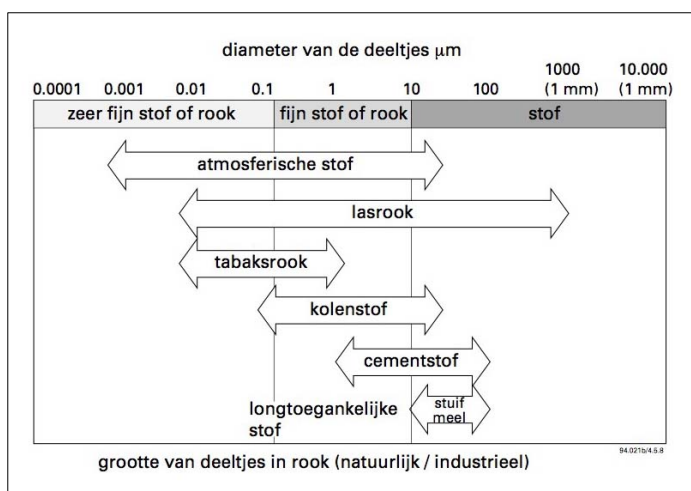 diameter van de deeltjes μm
1000 10.000
0.0001 0.001 0.01 0.1 1 10 100 (1 mm) (1 mm)
zeer fijn stof of rook fijn stof of rook stof
atmosferische stof
lasrook
tabaksrook
kolenstof
cementstof
longtoegankelijke
stof
stuif
meel
94.021b/4.5.8
grootte van deeltjes in rook (natuurlijk / industrieel)